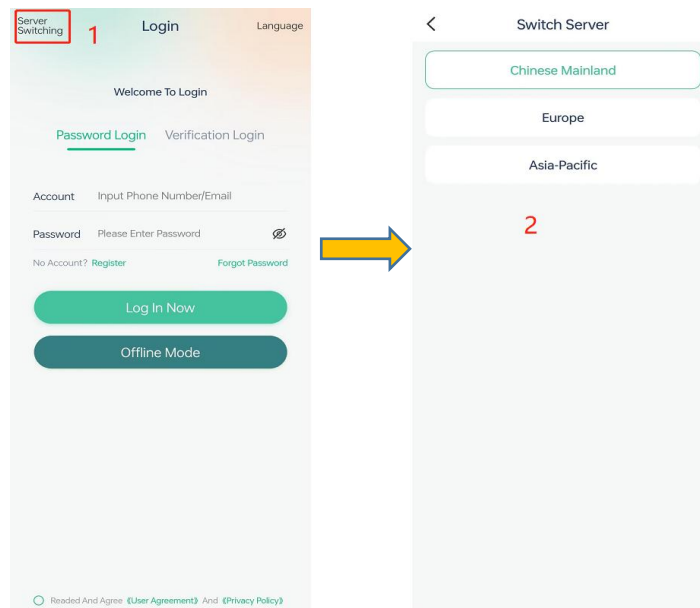 Server
Switching
1
Login
Language
Welcome To Login
Password Login
Verification Login
Account
Input Phone Number/Email
Password
Please Enter Password
No Account? Register
Forgot Password
Log In Now
Offline Mode
Readed And Agree 《User Agreement》 And 《Privacy Policy》
Switch Server
Chinese Mainland
Europe
Asia-Pacific
2